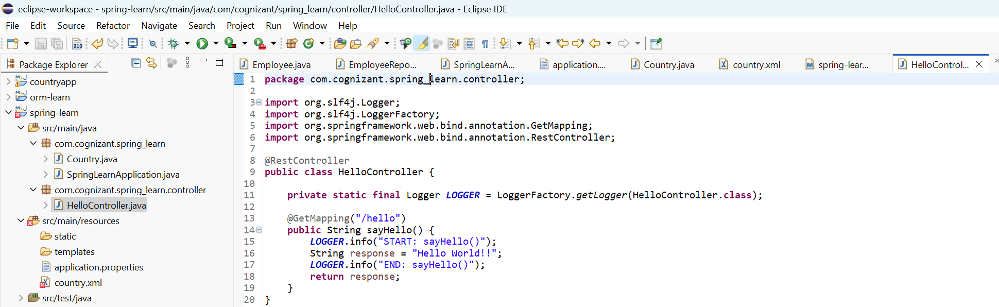 eclipse-workspace - spring-learn/src/main/java/com/cognizant/spring_learn/controller/HelloController.java - Eclipse IDE
File Edit Source Refactor Navigate Search Project Run Window Help
Package Explorer
countryapp
orm-learn
spring-learn
src/main/java
com.cognizant.spring_learn
Country.java
SpringLearnApplication.java
com.cognizant.spring_learn.controller
HelloController.java
src/main/resources
static
templates
application.properties
country.xml
src/test/java
Employee.java EmployeeRepo... SpringLearnA... application.... Country.java country.xml spring-lear... HelloControl...
1 package com.cognizant.spring_learn.controller;
2
3 import org.slf4j.Logger;
4 import org.slf4j.LoggerFactory;
5 import org.springframework.web.bind.annotation.GetMapping;
6 import org.springframework.web.bind.annotation.RestController;
7
8 @RestController
9 public class HelloController {
10
11     private static final Logger LOGGER = LoggerFactory.getLogger(HelloController.class);
12
13     @GetMapping("/hello")
14     public String sayHello() {
15         LOGGER.info("START: sayHello()");
16         String response = "Hello World!!";
17         LOGGER.info("END: sayHello()");
18         return response;
19     }
20 }